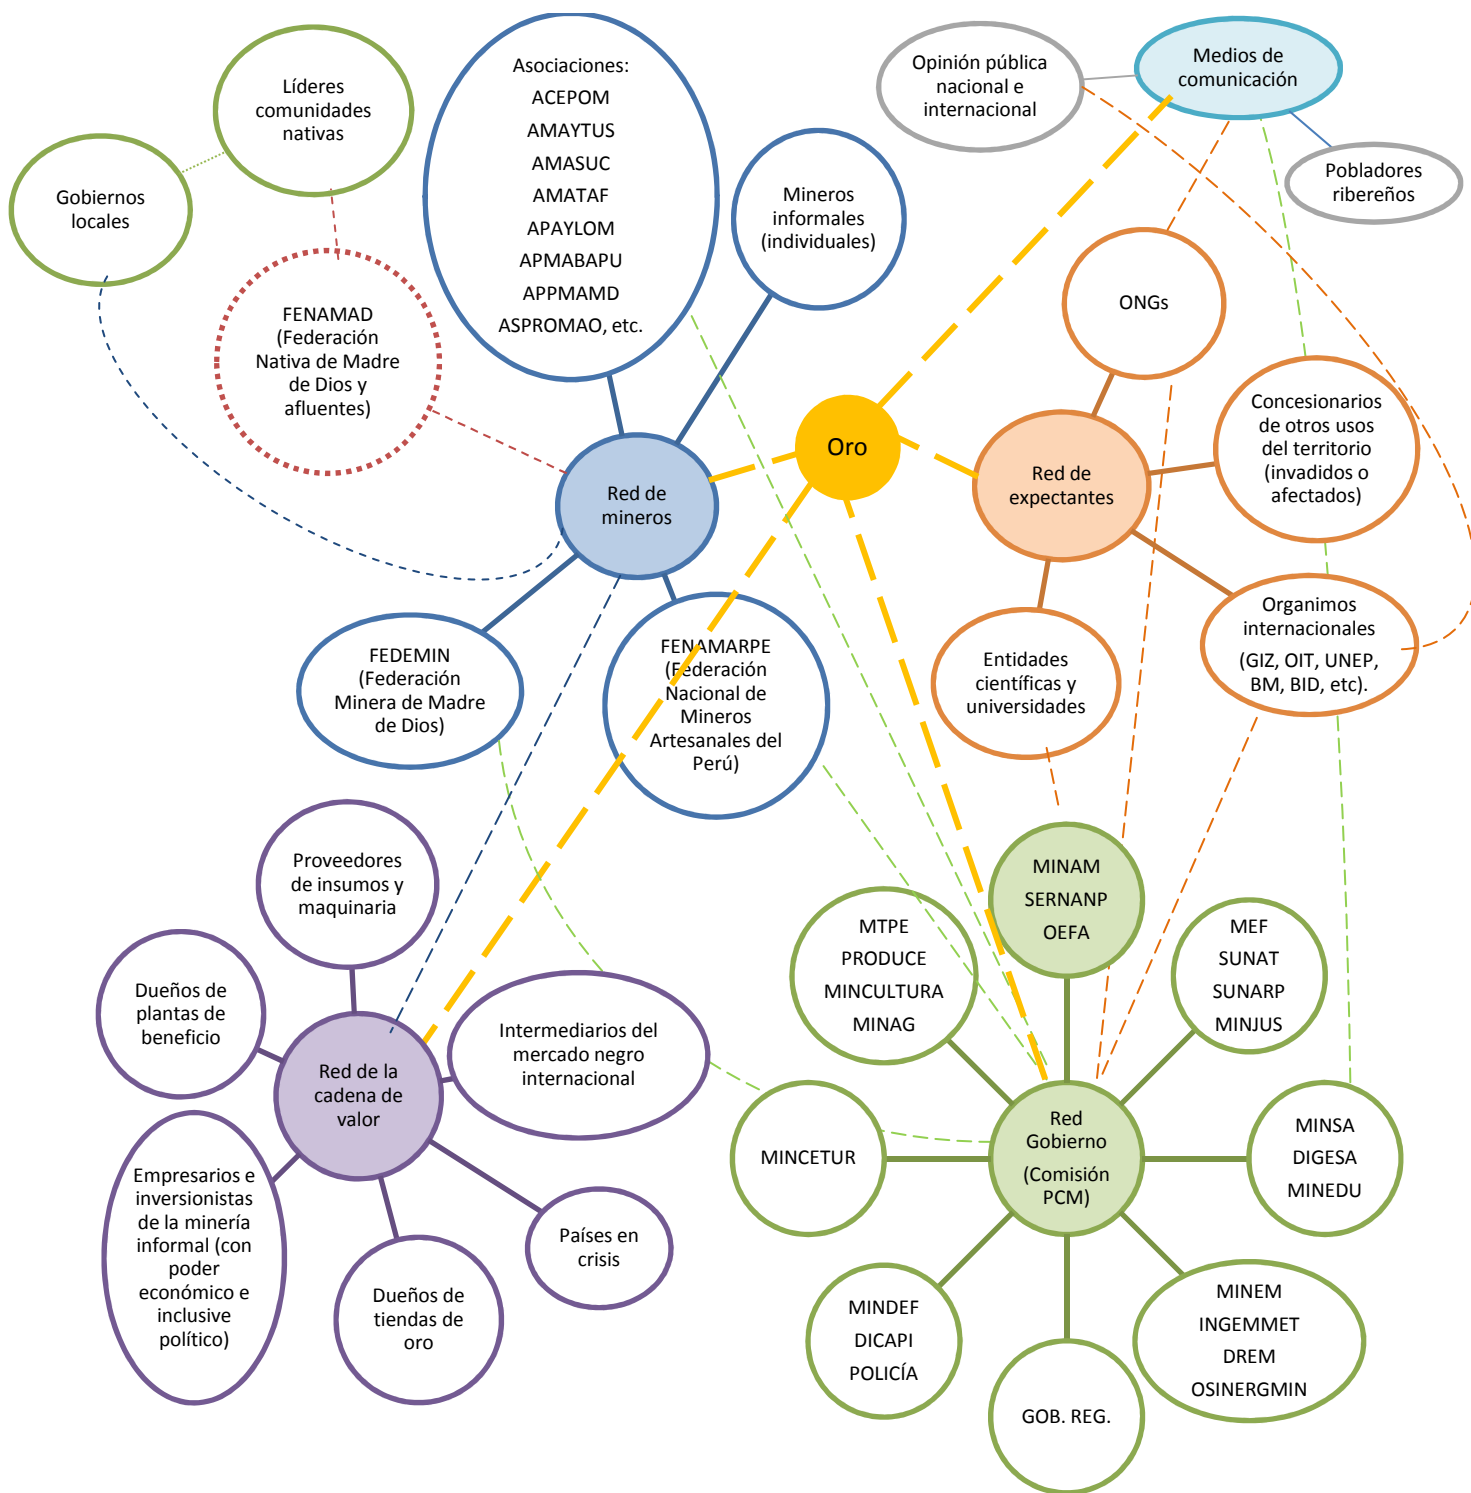 Asociaciones:
ACEPOM
AMAYTUS
AMASUC
AMATAF
APAYLOM
APMABAPU
APPMAMD
ASPROMAO, etc.
Líderes
comunidades
nativas
Gobiernos
locales
FENAMAD
(Federación
Nativa de Madre
de Dios y
afluentes)
Mineros
informales
(individuales)
Opinión pública
nacional e
internacional
Medios de
comunicación
Pobladores
ribereños
ONGs
Concesionarios
de otros usos
del territorio
(invadidos o
afectados)
Oro
Red de
mineros
Red de
expectantes
FEDEMIN
(Federación
Minera de Madre
de Dios)
FENAMARPE
(Federación
Nacional de
Mineros
Artesanales del
Perú)
Entidades
científicas y
universidades
Organimos
internacionales
(GIZ, OIT, UNEP,
BM, BID, etc).
Proveedores
de insumos y
maquinaria
Dueños de
plantas de
beneficio
Red de la
cadena de
valor
Intermediarios del
mercado negro
internacional
Empresarios e
inversionistas
de la minería
informal (con
poder
económico e
inclusive
político)
Dueños de
tiendas de
oro
Países en
crisis
MINAM
SERNANP
OEFA
MTPE
PRODUCE
MINCULTURA
MINAG
MEF
SUNAT
SUNARP
MINJUS
MINCETUR
Red
Gobierno
(Comisión
PCM)
MINSA
DIGESA
MINEDU
MINDEF
DICAPI
POLICÍA
GOB. REG.
MINEM
INGEMMET
DREM
OSINERGMIN